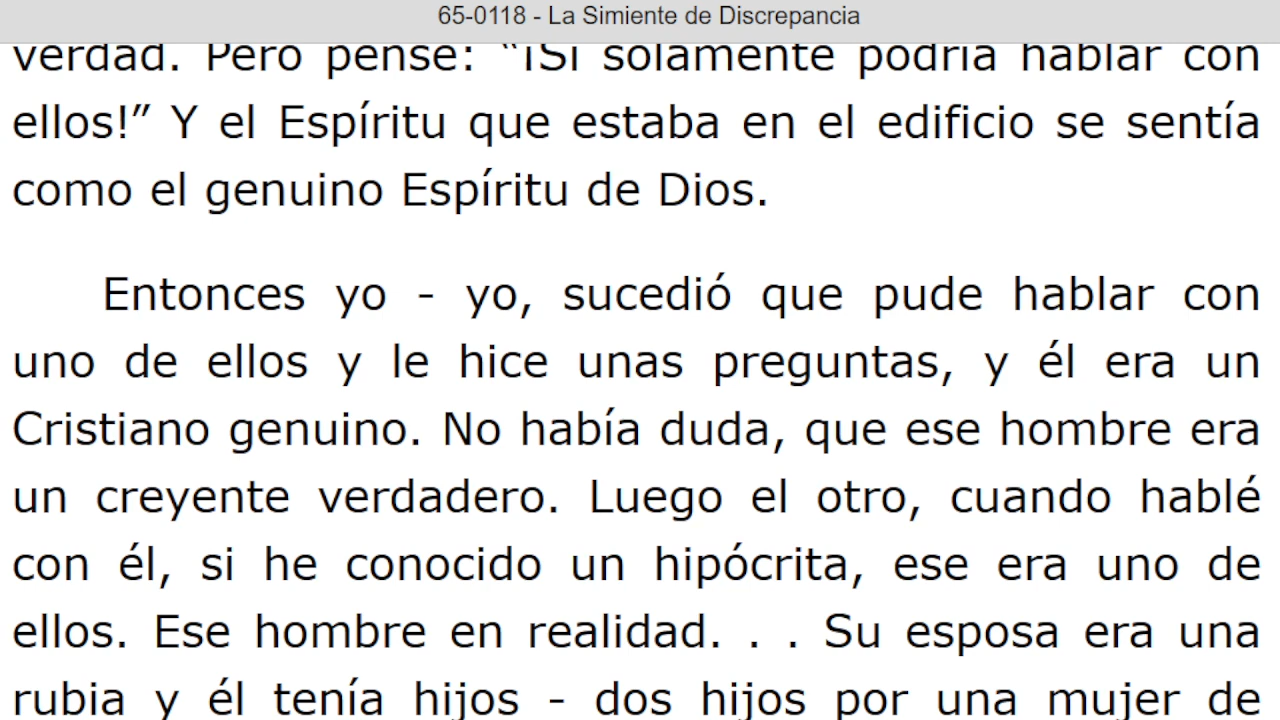 65-0118 - La Simiente de Discrepancia
verdad. Pero pensé: “¡Si solamente podría hablar con
ellos!” Y el Espíritu que estaba en el edificio se sentía
como el genuino Espíritu de Dios.
Entonces yo - yo, sucedió que pude hablar con
uno de ellos y le hice unas preguntas, y él era un
Cristiano genuino. No había duda, que ese hombre era
un creyente verdadero. Luego el otro, cuando hablé
con él, si he conocido un hipócrita, ese era uno de
ellos. Ese hombre en realidad. . . Su esposa era una
rubia y él tenía hijos - dos hijos por una mujer de